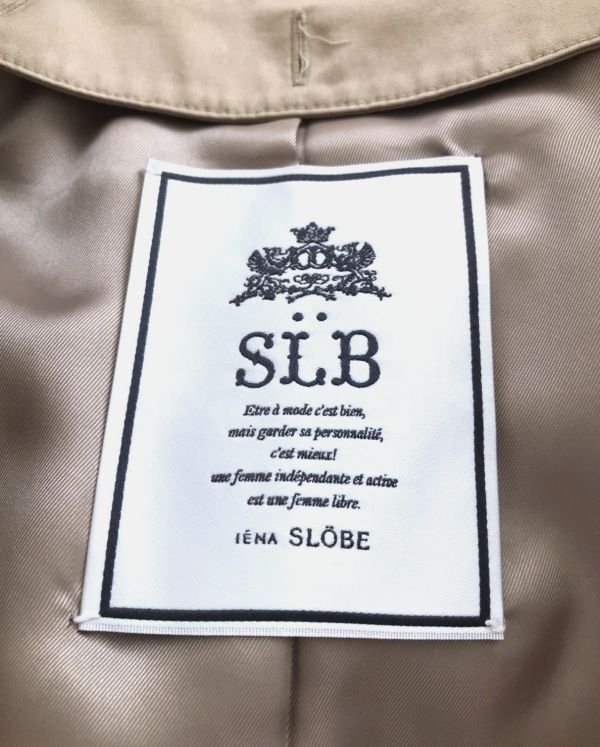 SL̈B
Etre à mode c'est bien,
mais garder sa personnalité,
c'est mieux!
une femme indépendante et active
est une femme libre.
IÉNA SLÖBE